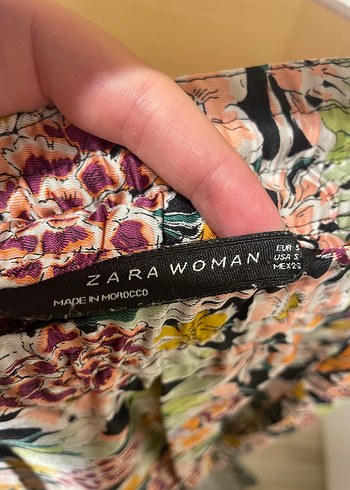 ZARA WOMAN
MADE IN MOROCCO
EUR S
USA S
MEX 26